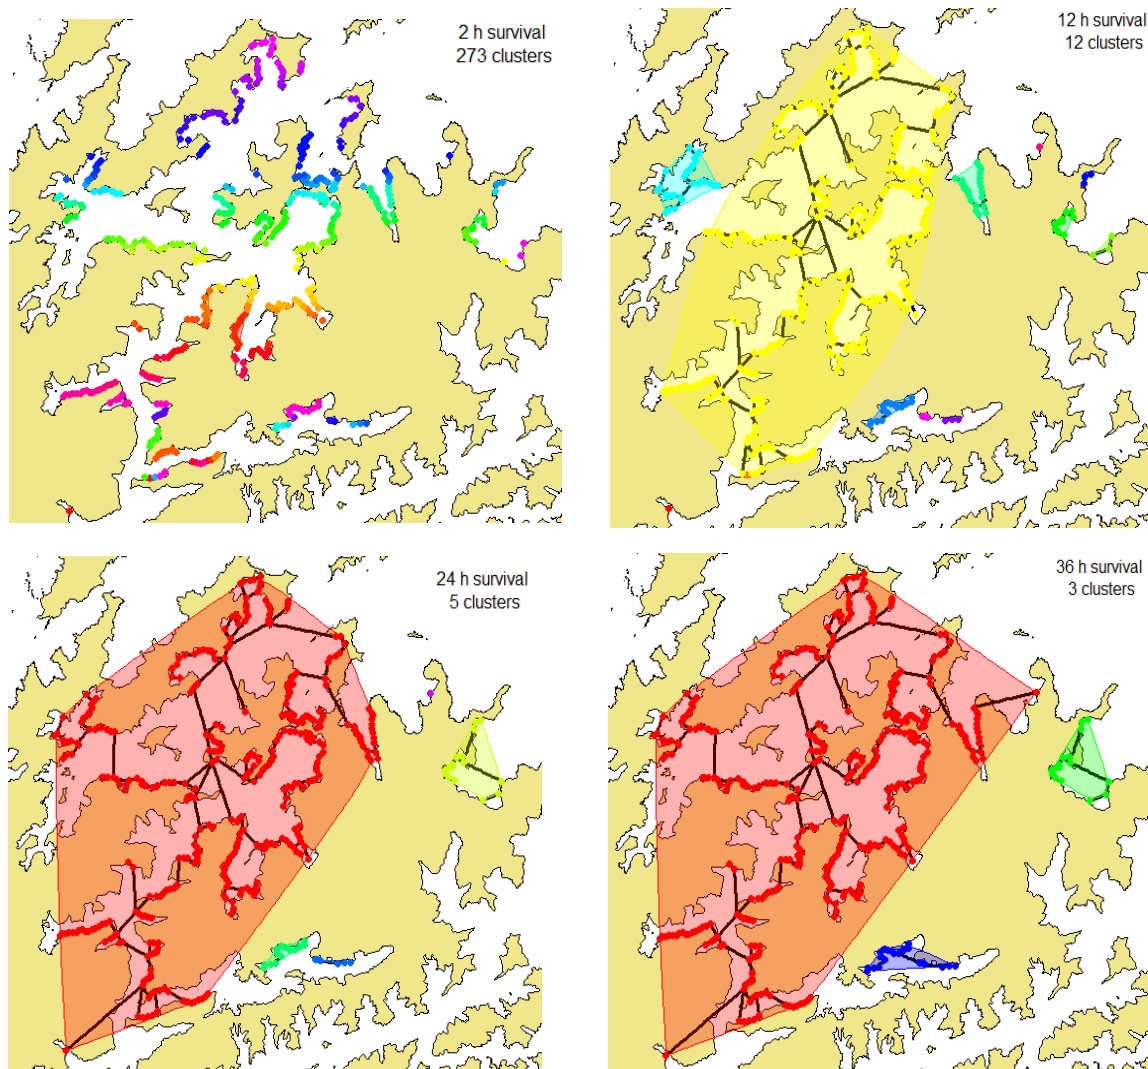 2 h survival
273 clusters
12 h survival
12 clusters
24 h survival
5 clusters
36 h survival
3 clusters